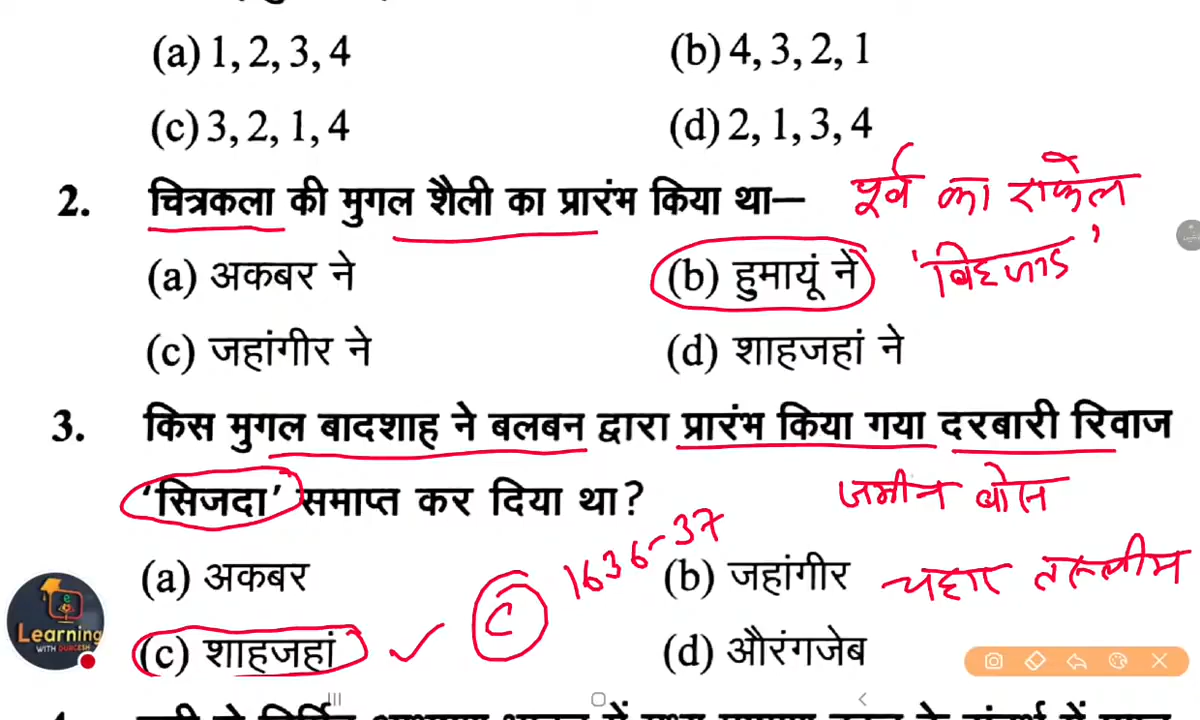 (a) 1, 2, 3, 4
(b) 4, 3, 2, 1
(c) 3, 2, 1, 4
(d) 2, 1, 3, 4
2. चित्रकला की मुगल शैली का प्रारंभ किया था—
पूर्व का राफेल
(a) अकबर ने
(b) हुमायूं ने
'बिहजाद'
(c) जहांगीर ने
(d) शाहजहां ने
3. किस मुगल बादशाह ने बलबन द्वारा प्रारंभ किया गया दरबारी रिवाज
'सिजदा' समाप्त कर दिया था?
जमीन बोस
1636-37
(a) अकबर
(b) जहांगीर
चहार तस्लीम
C
(c) शाहजहां
(d) औरंगजेब
Learning
WITH DURGESH